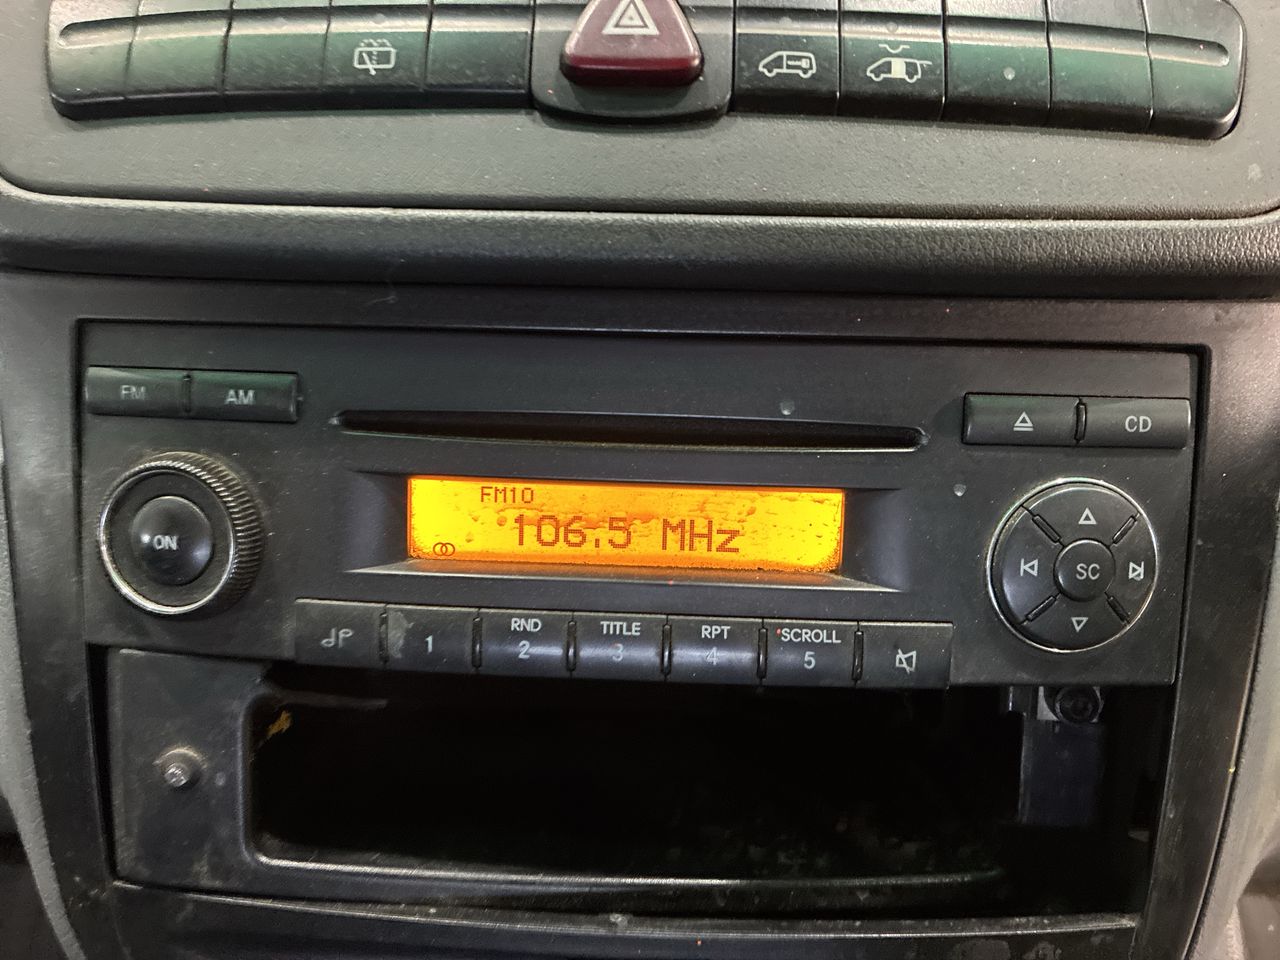 FM
AM
CD
FM10
106.5 MHz
ON
SC
1
RND
2
TITLE
3
RPT
4
SCROLL
5